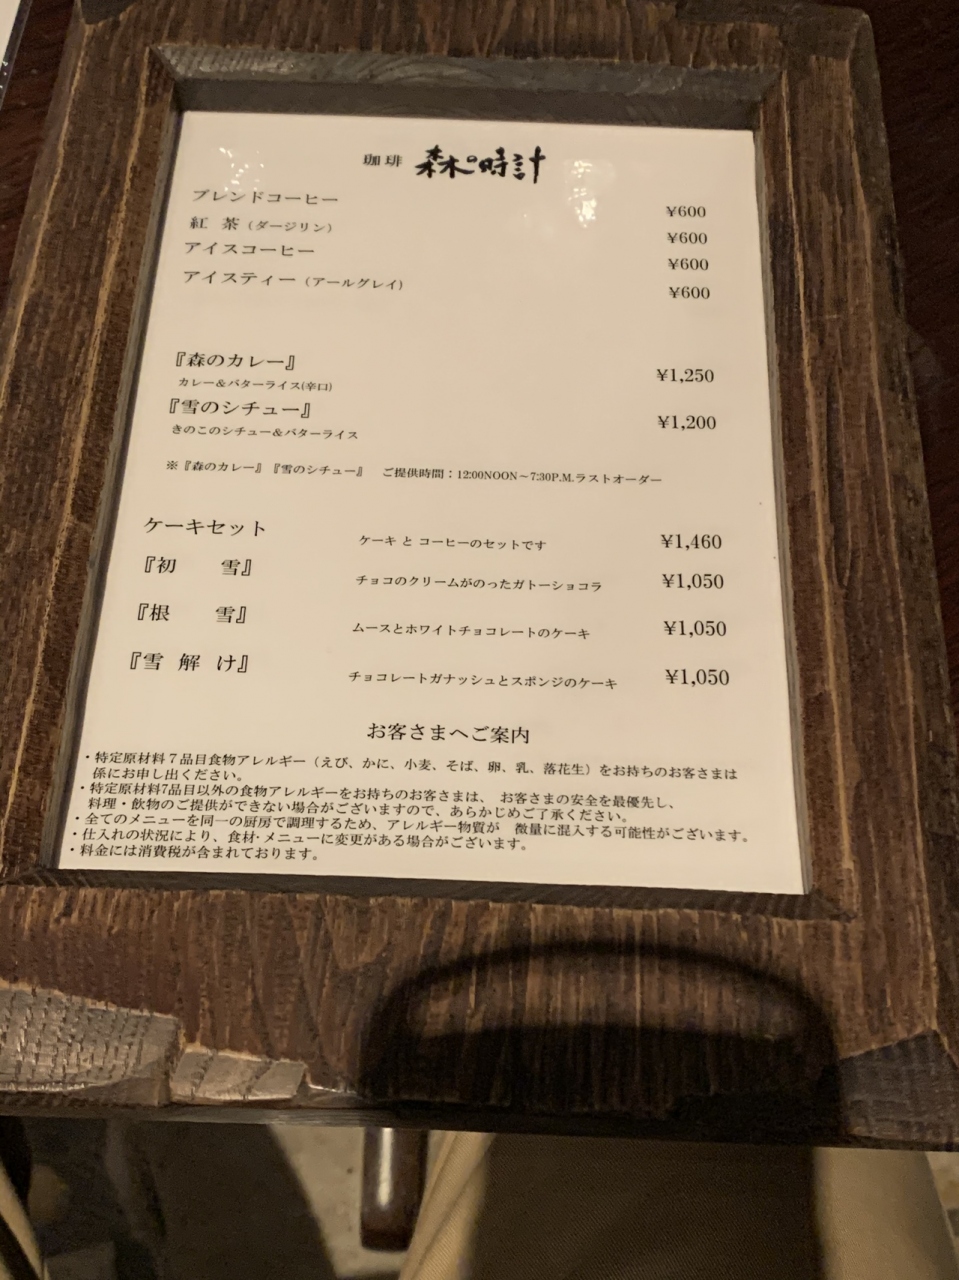 珈琲 森の時計
ブレンドコーヒー ¥600
紅 茶（ダージリン） ¥600
アイスコーヒー ¥600
アイスティー（アールグレイ） ¥600
『森のカレー』 ¥1,250
カレー＆バターライス(辛口)
『雪のシチュー』 ¥1,200
きのこのシチュー＆バターライス
※『森のカレー』『雪のシチュー』 ご提供時間：12:00NOON～7:30P.M.ラストオーダー
ケーキセット ケーキ と コーヒーのセットです ¥1,460
『初 雪』 チョコのクリームがのったガトーショコラ ¥1,050
『根 雪』 ムースとホワイトチョコレートのケーキ ¥1,050
『雪 解 け』 チョコレートガナッシュとスポンジのケーキ ¥1,050
お客さまへご案内
・特定原材料７品目食物アレルギー（えび、かに、小麦、そば、卵、乳、落花生）をお持ちのお客さまは
係にお申し出ください。
・特定原材料7品目以外の食物アレルギーをお持ちのお客さまは、 お客さまの安全を最優先し、
料理・飲物のご提供ができない場合がございますので、あらかじめご了承ください。
・全てのメニューを同一の厨房で調理するため、アレルギー物質が 微量に混入する可能性がございます。
・仕入れの状況により、食材･メニューに変更がある場合がございます。
・料金には消費税が含まれております。